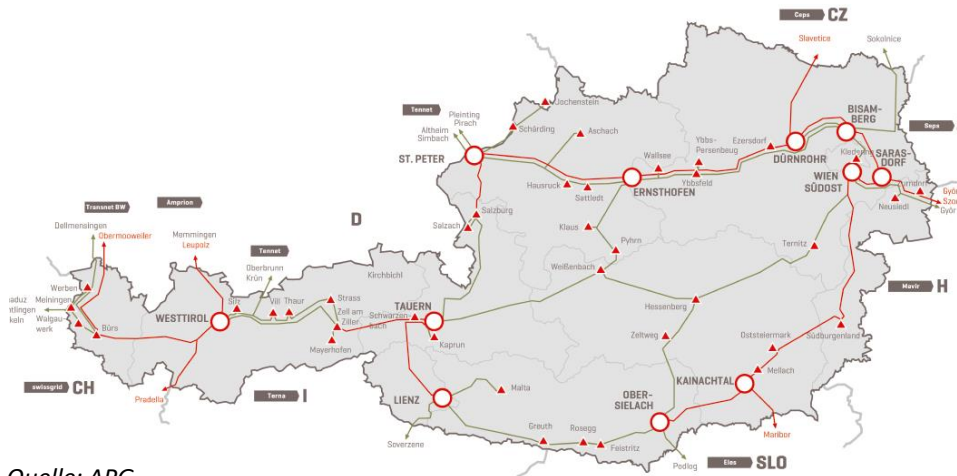 Ceps
CZ
Slavetice
Sokolnice
Tennet
Pleinting
Pirach
Jochenstein
Altheim
Simbach
Schärding
Aschach
BISAM-
BERG
Seps
Ybbs-
Persenbeug
Ezersdorf
Wallsee
ST. PETER
DÜRNROHR
Kledering
SARAS-
DORF
Hausruck
Sattledt
ERNSTHOFEN
Ybbsfeld
WIEN
SÜDOST
Neusiedl
Győr
Transnet BW
Amprion
D
Salzburg
Salzach
Dellmensingen
Obermooweiler
Memmingen
Leupolz
Tennet
Oberbrunn
Krün
Klaus
Pyhrn
Ternitz
Weißenbach
Kirchbichl
Mavir
H
Werben
Meiningen
Walgau-
werk
Bürs
WESTTIROL
Vill
Thaur
Strass
Zell am
Ziller
Mayerhofen
Schwarzen-
bach
TAUERN
Kaprun
Hessenberg
Zeltweg
Oststeiermark
Südburgenland
swissgrid
CH
Pradella
Terna
I
LIENZ
Malta
OBER-
SIELACH
KAINACHTAL
Mellach
Soverzene
Greuth
Rosegg
Feistritz
Maribor
Podlog
Eles
SLO
Quelle: APG